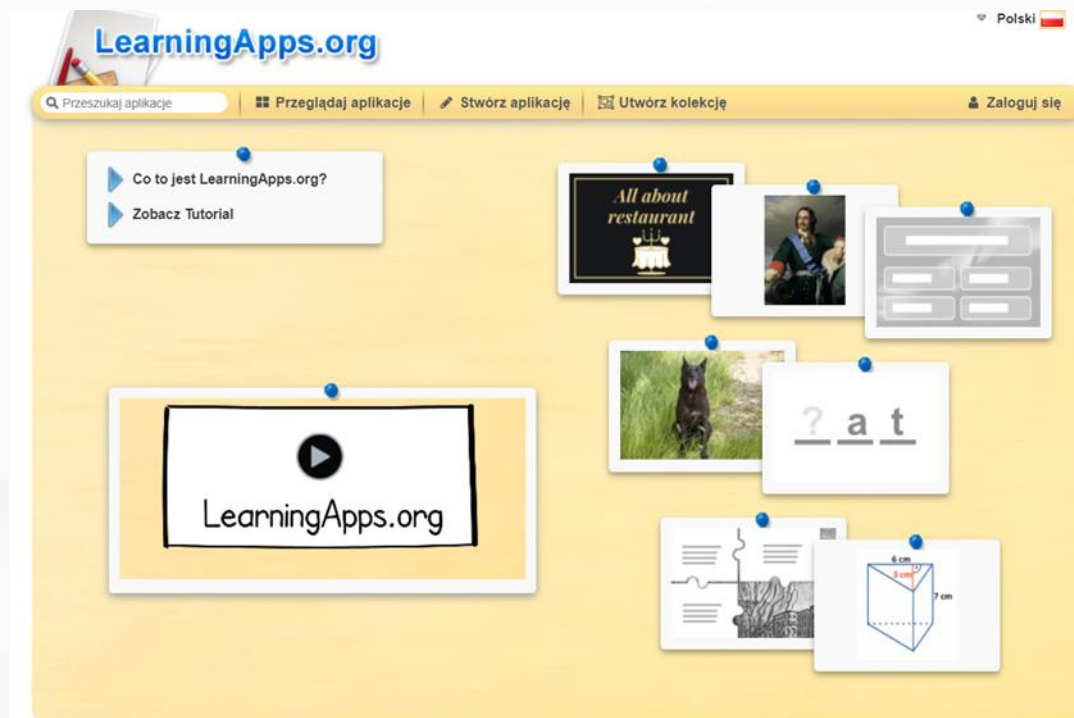 Polski
LearningApps.org
Przeszukaj aplikacje
Przeglądaj aplikacje
Stwórz aplikację
Utwórz kolekcję
Zaloguj się
Co to jest LearningApps.org?
Zobacz Tutorial
All about
restaurant
LearningApps.org
? a t
6 cm
3 cm
7 cm